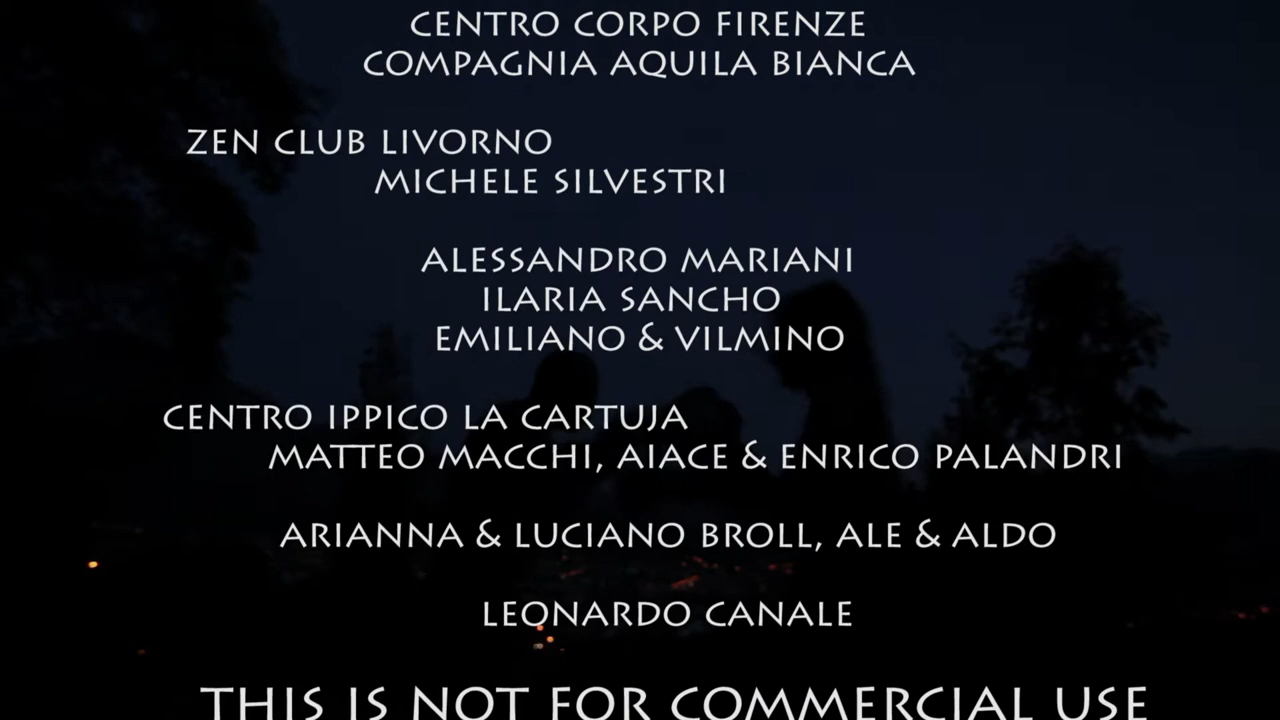 CENTRO CORPO FIRENZE
COMPAGNIA AQUILA BIANCA
ZEN CLUB LIVORNO
MICHELE SILVESTRI
ALESSANDRO MARIANI
ILARIA SANCHO
EMILIANO & VILMINO
CENTRO IPPICO LA CARTUJA
MATTEO MACCHI, AIACE & ENRICO PALANDRI
ARIANNA & LUCIANO BROLL, ALE & ALDO
LEONARDO CANALE
THIS IS NOT FOR COMMERCIAL USE